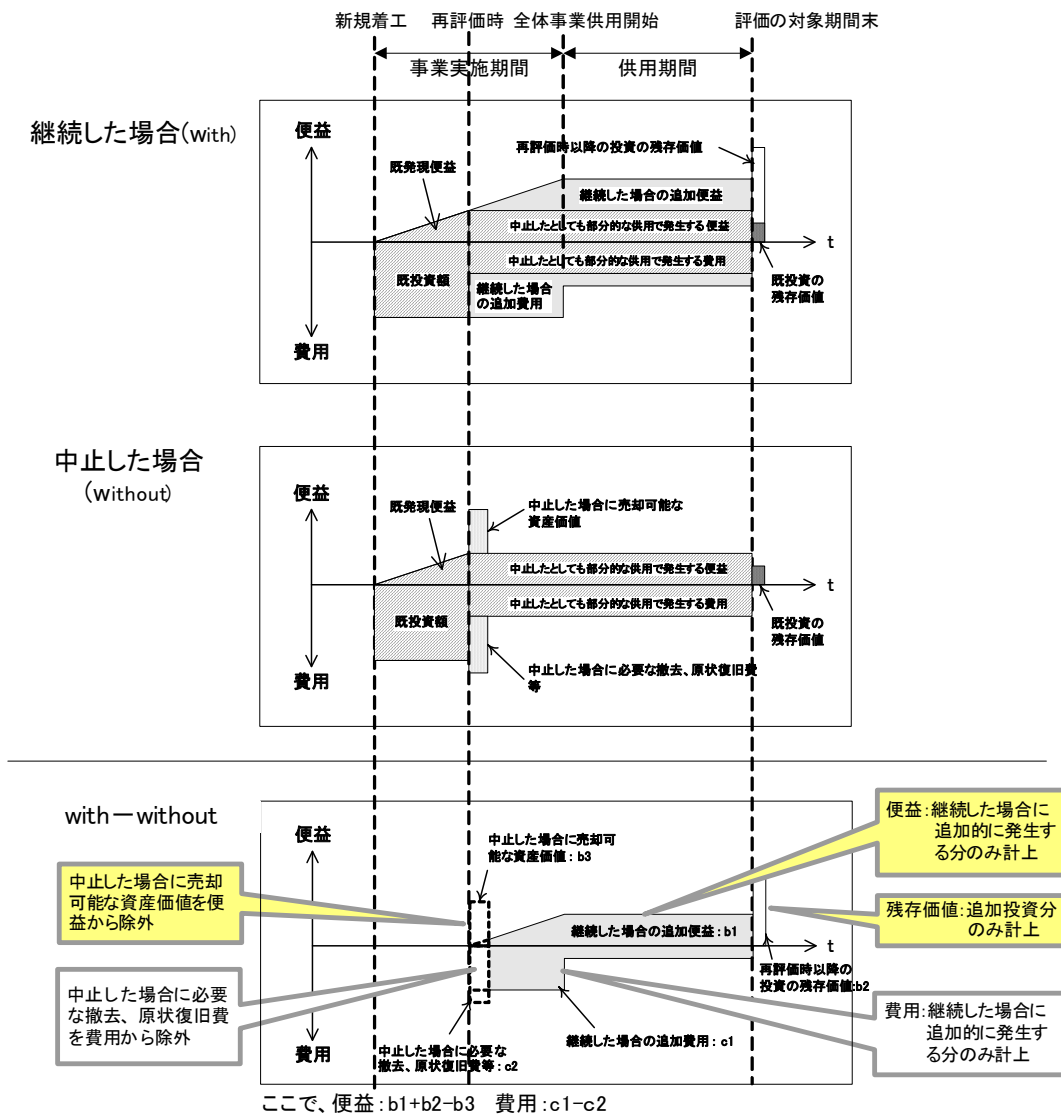 新規着工
再評価時
全体事業供用開始
評価の対象期間末
事業実施期間
供用期間
継続した場合(with)
便益
再評価時以降の投資の残存価値
既発現便益
継続した場合の追加便益
中止したとしても部分的な供用で発生する便益
t
中止したとしても部分的な供用で発生する費用
既投資額
継続した場合
の追加費用
既投資の
残存価値
費用
中止した場合
(without)
便益
既発現便益
中止した場合に売却可能な
資産価値
中止したとしても部分的な供用で発生する便益
t
中止したとしても部分的な供用で発生する費用
既投資額
既投資の
残存価値
中止した場合に必要な撤去、原状復旧費
等
費用
with－without
便益
中止した場合に売却可
能な資産価値：b3
便益：継続した場合に
追加的に発生す
る分のみ計上
中止した場合に売却
可能な資産価値を便
益から除外
継続した場合の追加便益：b1
残存価値：追加投資分
のみ計上
t
再評価時以降の
投資の残存価値:b2
中止した場合に必要
な撤去、原状復旧費
を費用から除外
費用
中止した場合に必要な
撤去、原状復旧費等：c2
継続した場合の追加費用：c1
費用：継続した場合に
追加的に発生す
る分のみ計上
ここで、便益：b1+b2-b3　費用：c1-c2